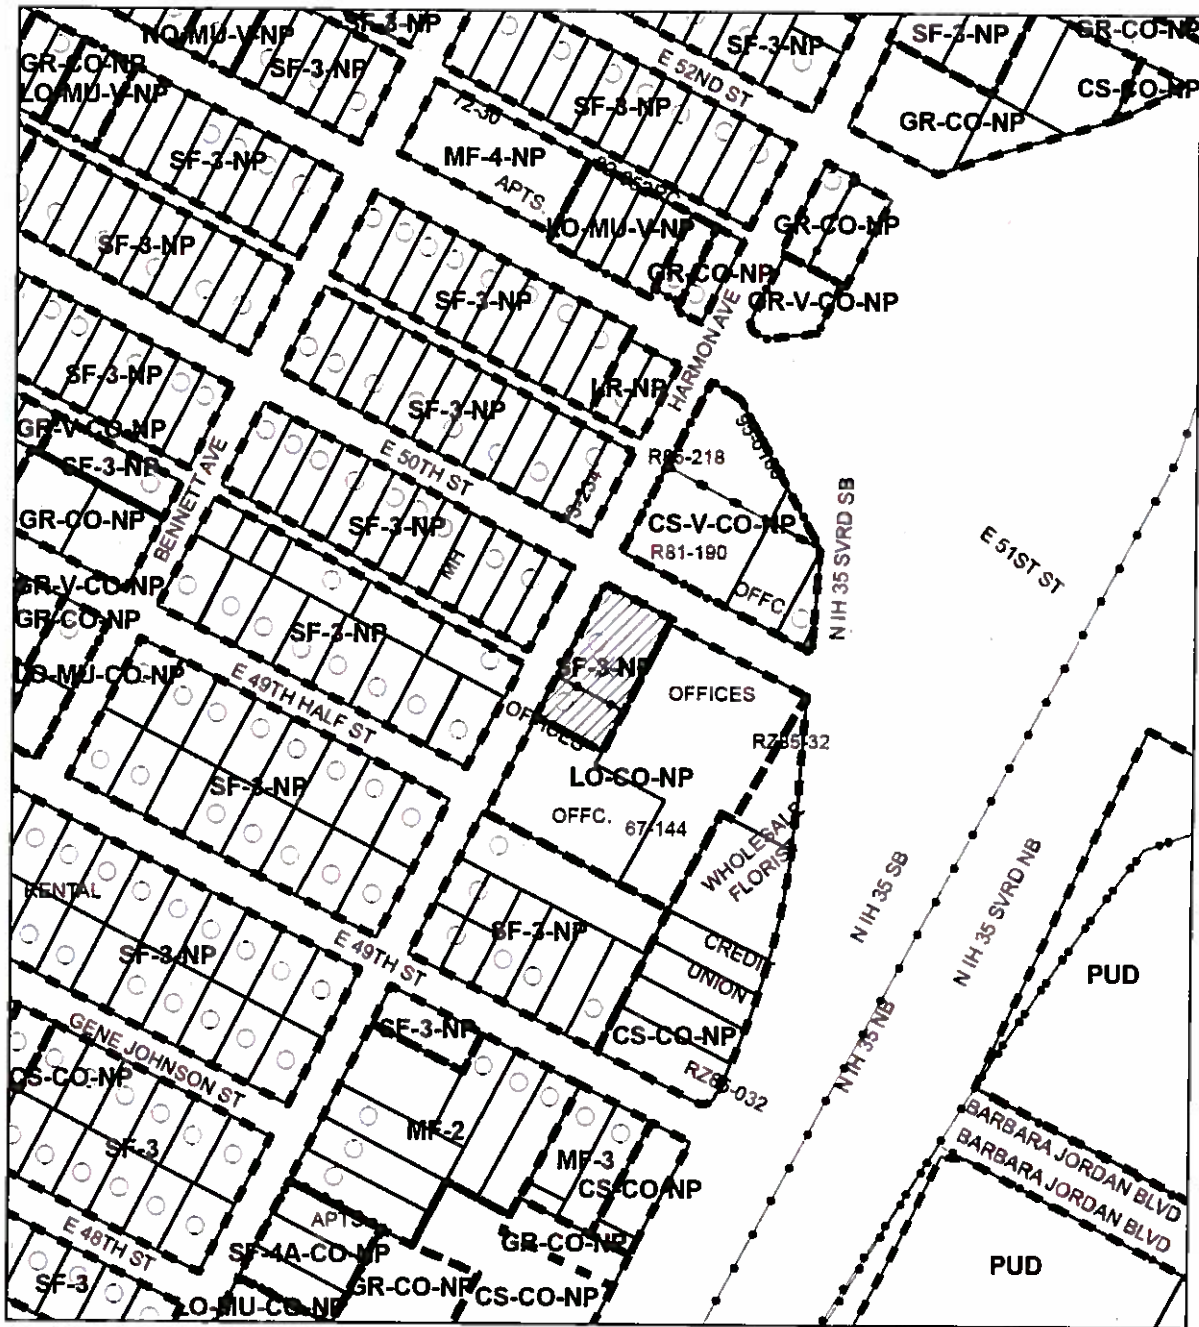 NO-MU-V-NP
SF-3-NP
SF-3-NP
SF-3-NP
GR-CO-NP
GR-CO-NP
SF-3-NP
E 52ND ST
LO-MU-V-NP
CS-CO-NP
72-30
SF-3-NP
GR-CO-NP
MF-4-NP
SF-3-NP
APTS.
LO-MU-V-NP
GR-CO-NP
SF-3-NP
GR-CO-NP
SF-3-NP
GR-V-CO-NP
HARMON AVE
SF-3-NP
LR-NP
SF-3-NP
GR-V-CO-NP
SF-3-NP
E 50TH ST
R85-218
BENNETT AVE
GR-CO-NP
SF-3-NP
CS-V-CO-NP
R81-190
N IH 35 SVRD SB
E 51ST ST
MH
OFFC.
GR-V-CO-NP
GR-CO-NP
SF-3-NP
SF-3-NP
LO-MU-CO-NP
E 49TH HALF ST
OFFICES
OFFICES
RZ85-32
LO-CO-NP
SF-3-NP
OFFC.
67-144
WHOLESALE
FLORIST
RENTAL
N IH 35 SB
N IH 35 SVRD NB
SF-3-NP
SF-3-NP
E 49TH ST
CREDIT
UNION
PUD
SF-3-NP
CS-CO-NP
GENE JOHNSON ST
N IH 35 NB
CS-CO-NP
RZ85-032
SF-3
MF-2
MF-3
CS-CO-NP
BARBARA JORDAN BLVD
BARBARA JORDAN BLVD
E 48TH ST
APTS.
SF-4A-CO-NP
GR-CO-NP
SF-3
GR-CO-NP
CS-CO-NP
LO-MU-CO-NP
PUD